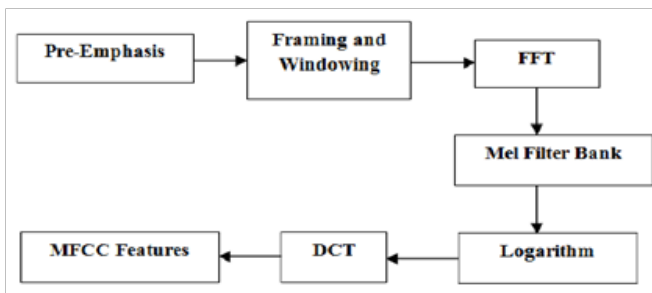 Pre-Emphasis
Framing and
Windowing
FFT
Mel Filter Bank
Logarithm
DCT
MFCC Features